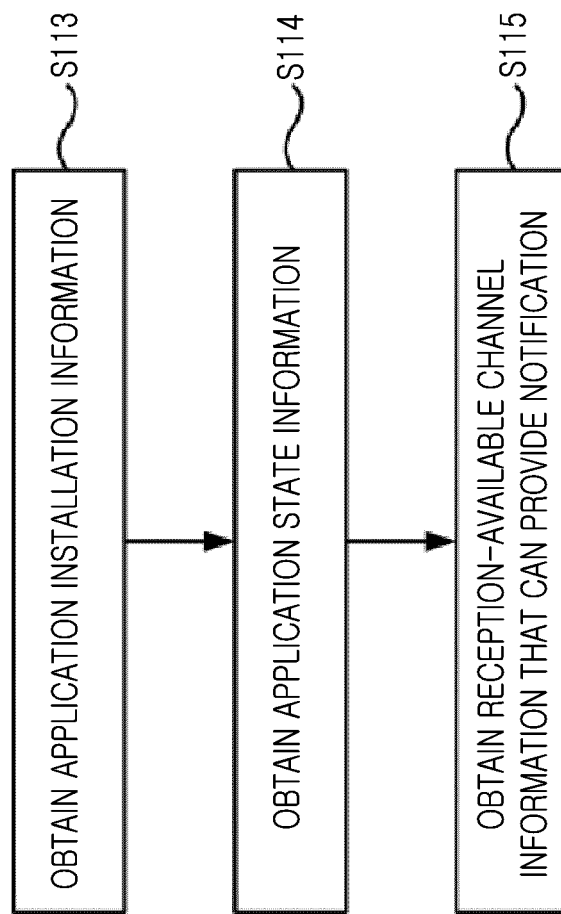 OBTAIN APPLICATION INSTALLATION INFORMATION
S113
OBTAIN APPLICATION STATE INFORMATION
S114
OBTAIN RECEPTION-AVAILABLE CHANNEL
INFORMATION THAT CAN PROVIDE NOTIFICATION
S115